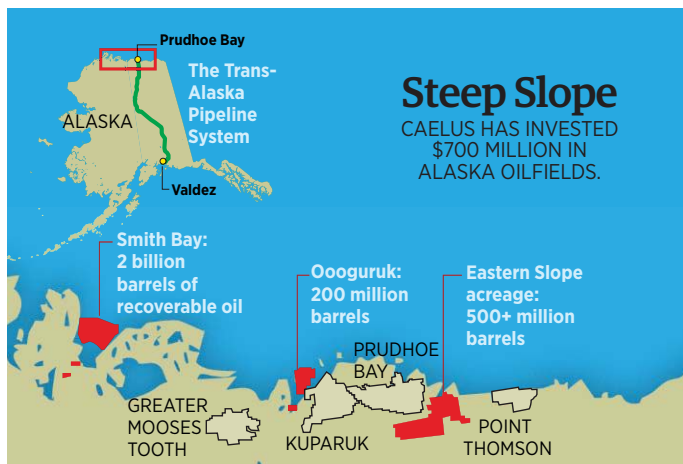 Prudhoe Bay
The Trans-
Alaska
Pipeline
System
ALASKA
Valdez
Steep Slope
CAELUS HAS INVESTED
$700 MILLION IN
ALASKA OILFIELDS.
Smith Bay:
2 billion
barrels of
recoverable oil
Oooguruk:
200 million
barrels
Eastern Slope
acreage:
500+ million
barrels
PRUDHOE
BAY
GREATER
MOOSES
TOOTH
KUPARUK
POINT
THOMSON